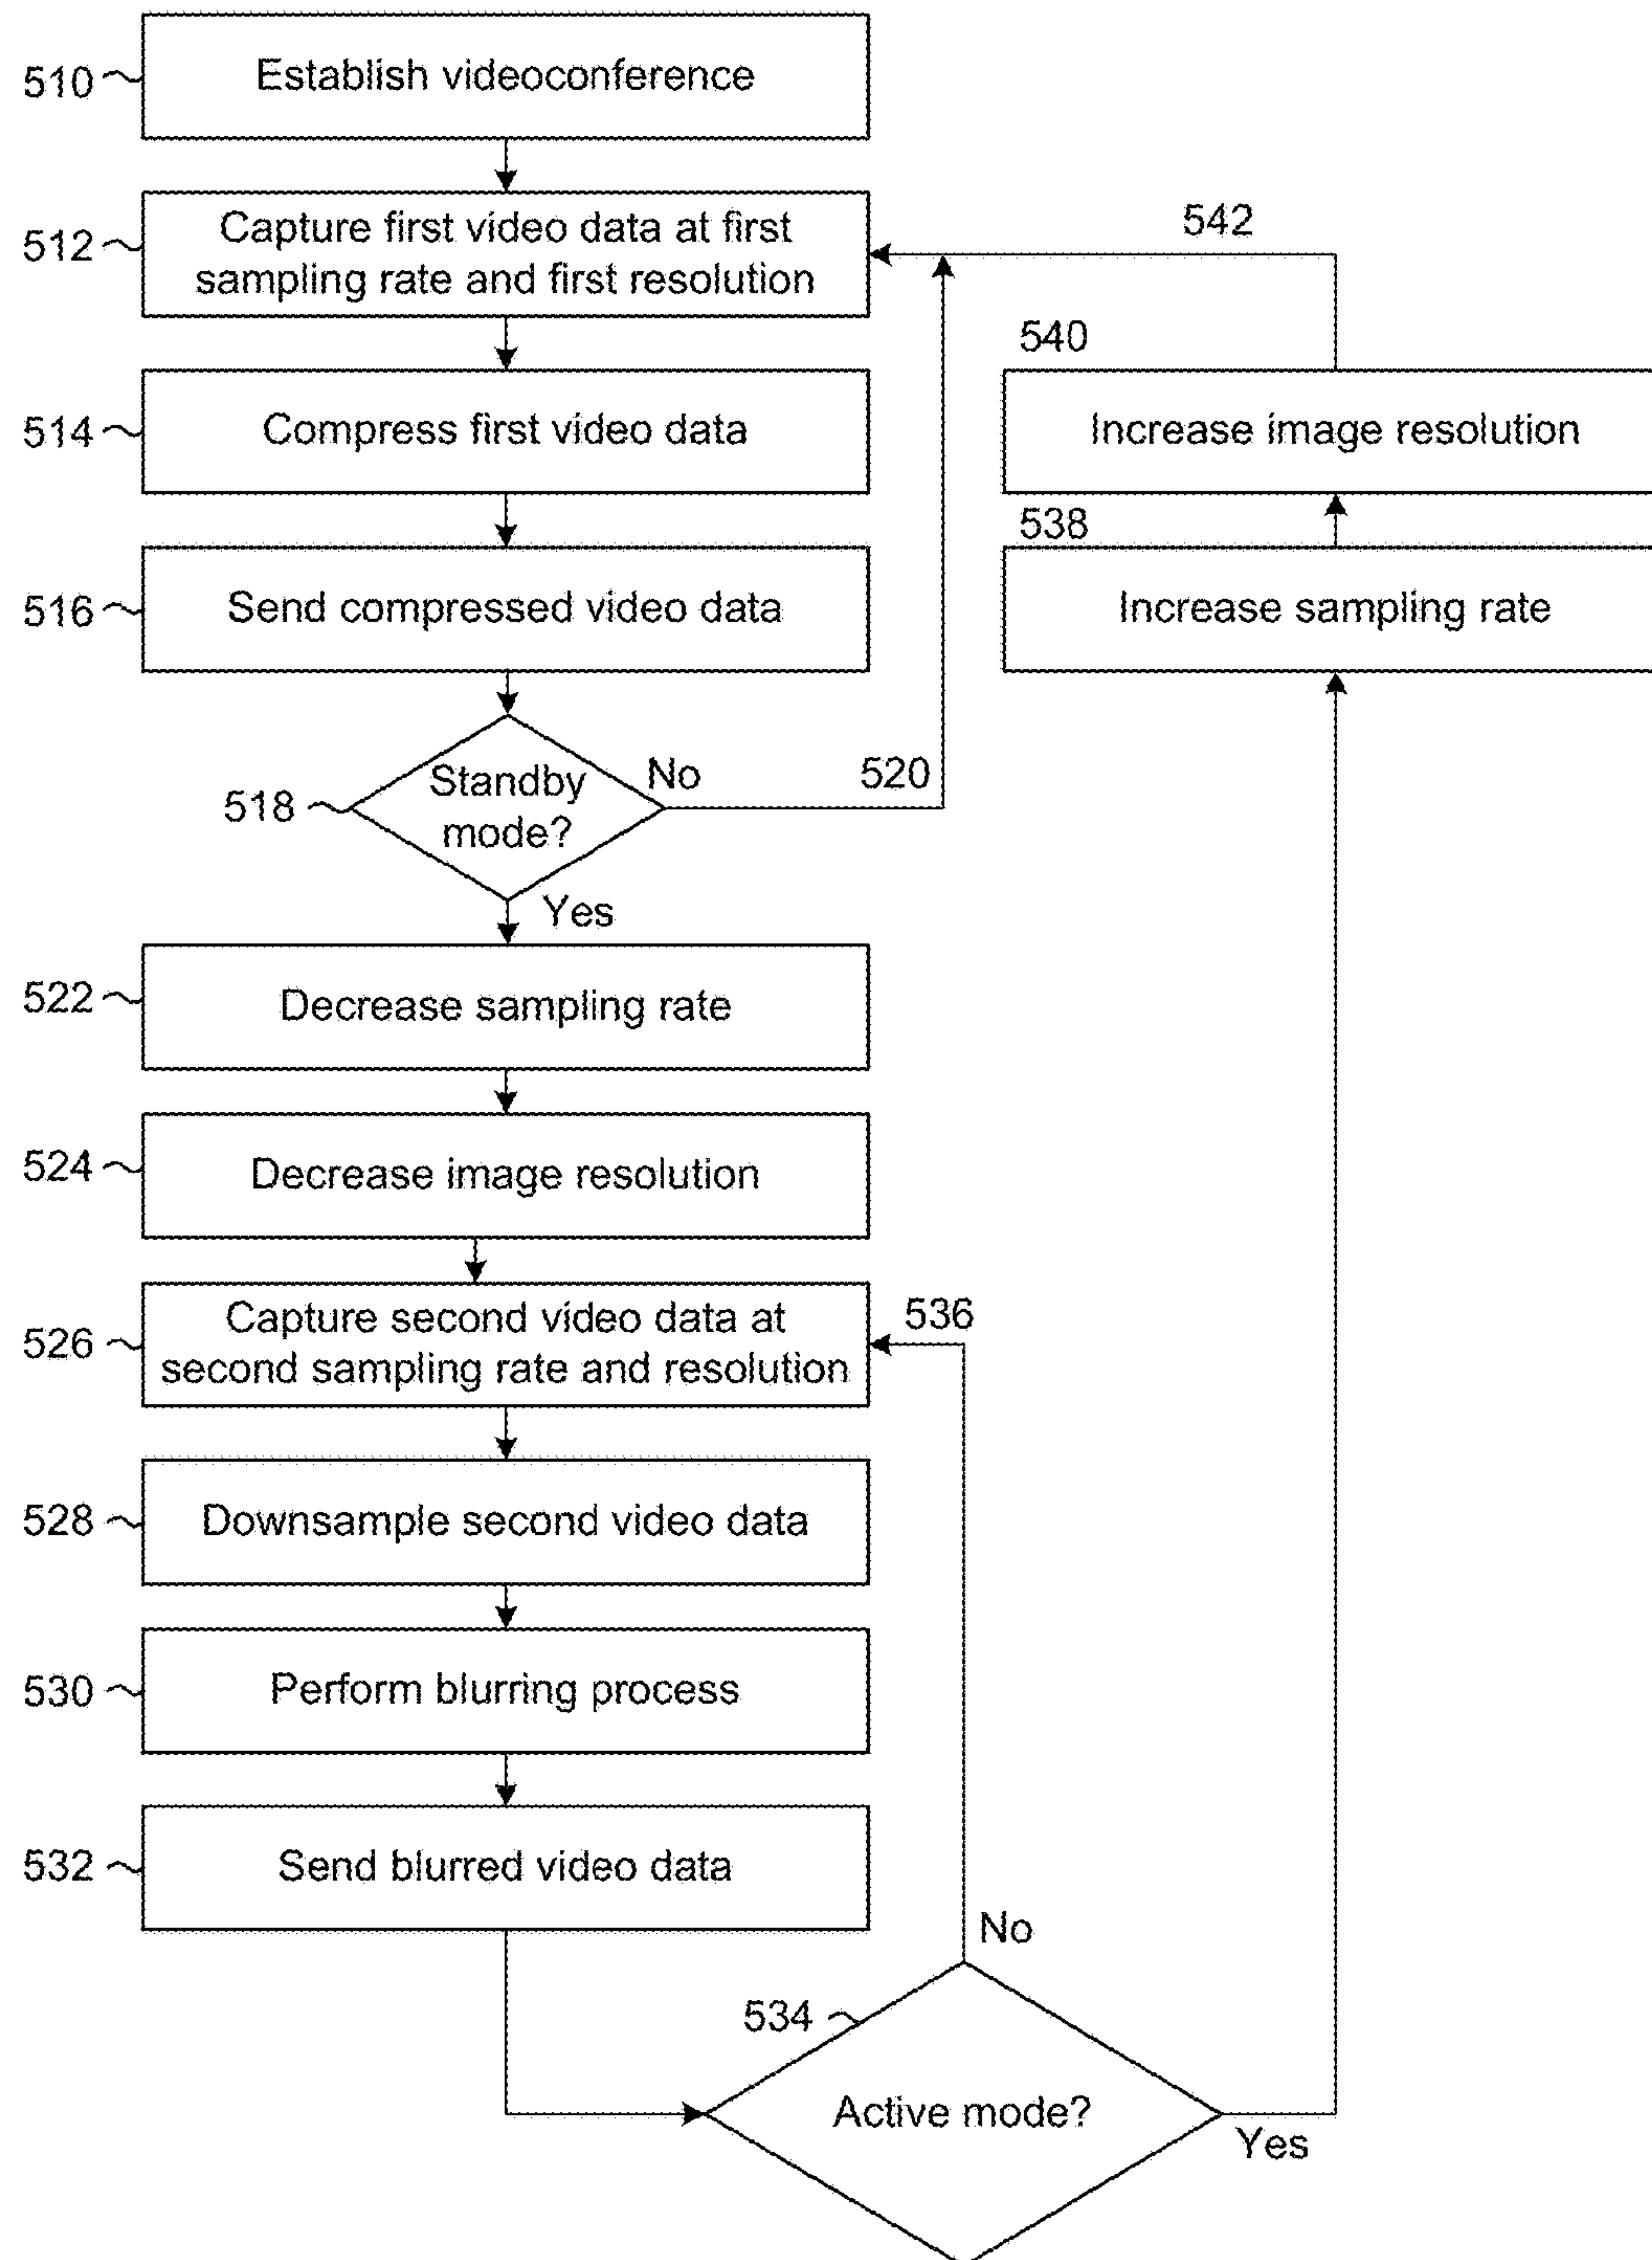 510
Establish videoconference
512
Capture first video data at first
sampling rate and first resolution
542
514
Compress first video data
540
Increase image resolution
516
Send compressed video data
538
Increase sampling rate
518
Standby
mode?
No
520
Yes
522
Decrease sampling rate
524
Decrease image resolution
526
Capture second video data at
second sampling rate and resolution
536
528
Downsample second video data
530
Perform blurring process
532
Send blurred video data
No
534
Active mode?
Yes